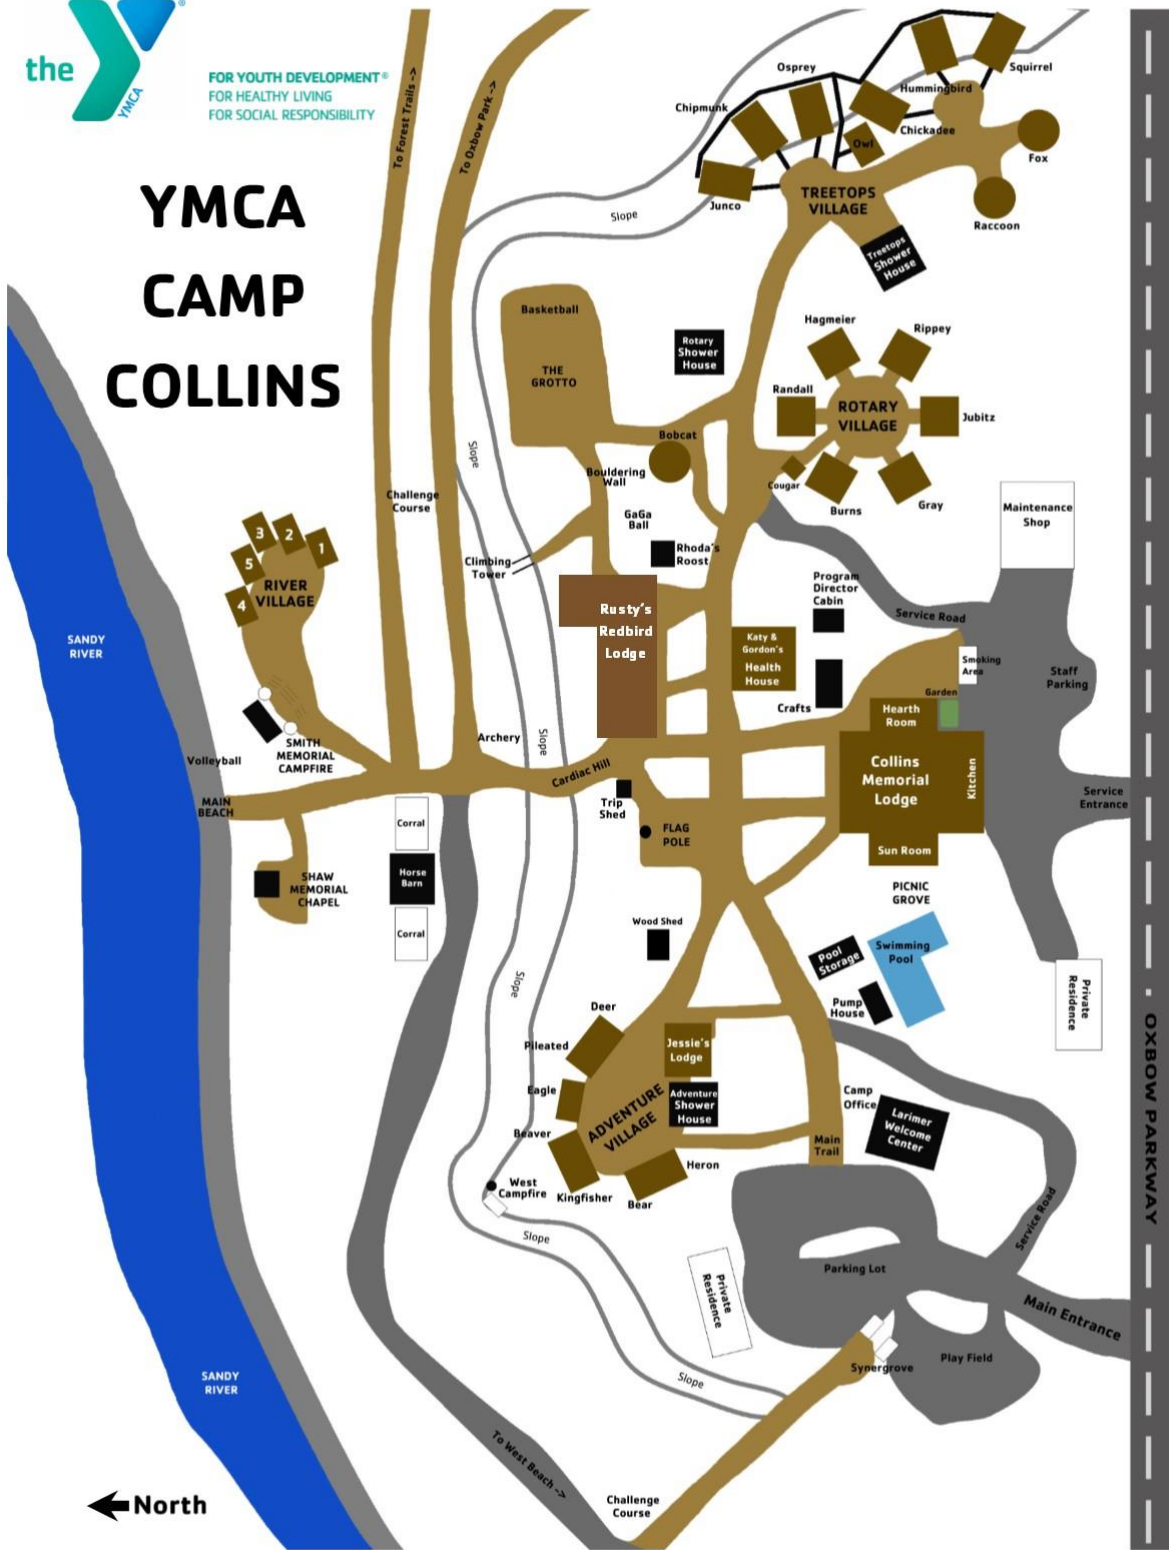 the
YMCA
®
FOR YOUTH DEVELOPMENT®
FOR HEALTHY LIVING
FOR SOCIAL RESPONSIBILITY
YMCA
CAMP
COLLINS
To Forest Trails ->
To Oxbow Park ->
Osprey
Squirrel
Hummingbird
Chipmunk
Chickadee
Owl
Fox
Junco
TREETOPS
VILLAGE
Raccoon
Slope
Treetops
Shower
House
Basketball
THE
GROTTO
Rotary
Shower
House
Hagmeier
Rippey
Randall
ROTARY
VILLAGE
Jubitz
Bobcat
Slope
Bouldering
Wall
Cougar
Burns
Gray
Challenge
Course
GaGa
Ball
Maintenance
Shop
3
2
1
5
4
RIVER
VILLAGE
Climbing
Tower
Rhoda's
Roost
Program
Director
Cabin
Service Road
Rusty's
Redbird
Lodge
Katy &
Gordon's
Health
House
SANDY
RIVER
Smoking
Area
Staff
Parking
Garden
Crafts
Hearth
Room
SMITH
MEMORIAL
CAMPFIRE
Archery
Slope
Volleyball
Cardiac Hill
Collins
Memorial
Lodge
Kitchen
Service
Entrance
MAIN
BEACH
Trip
Shed
Corral
FLAG
POLE
Sun Room
Horse
Barn
SHAW
MEMORIAL
CHAPEL
PICNIC
GROVE
Corral
Wood Shed
Pool
Storage
Swimming
Pool
Slope
Pump
House
Private
Residence
Deer
Pileated
Jessie's
Lodge
Eagle
Adventure
Shower
House
ADVENTURE
VILLAGE
Camp
Office
Larimer
Welcome
Center
Beaver
Main
Trail
Heron
West
Campfire
Kingfisher
Bear
OXBOW PARKWAY
Slope
Service Road
Parking Lot
Private
Residence
Main Entrance
Play Field
Synergrove
SANDY
RIVER
Slope
To West Beach ->
North
Challenge
Course